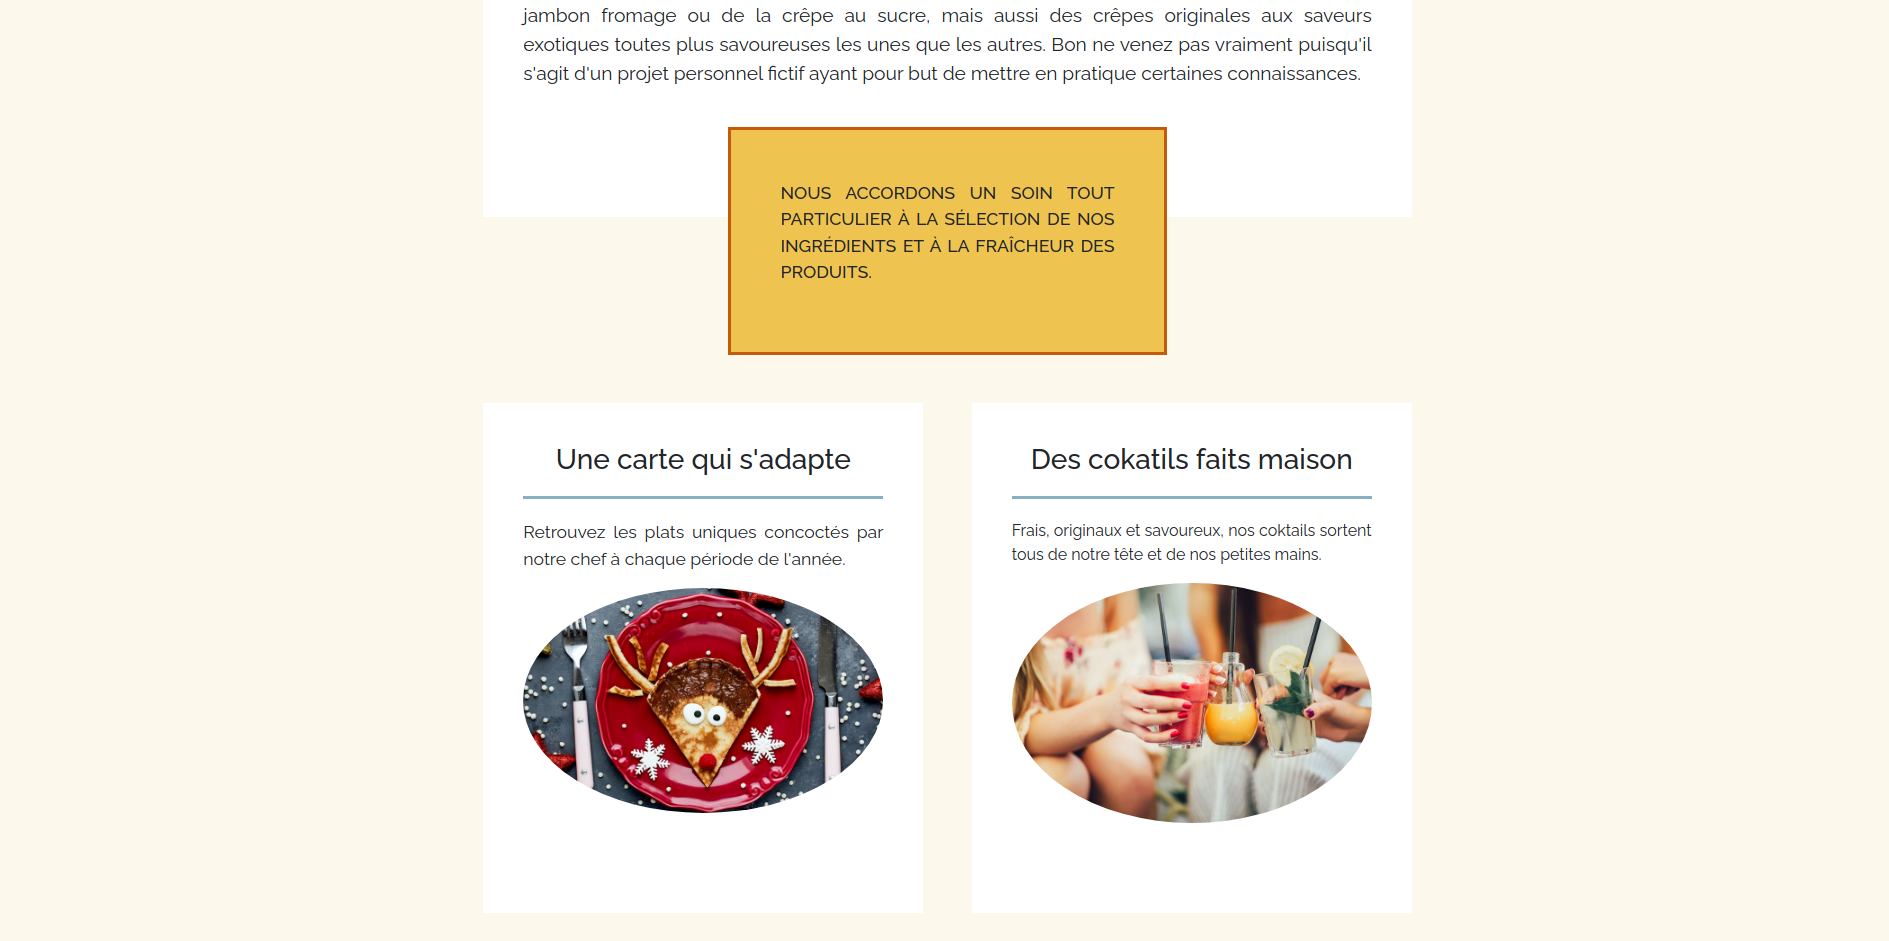 jambon fromage ou de la crêpe au sucre, mais aussi des crêpes originales aux saveurs
exotiques toutes plus savoureuses les unes que les autres. Bon ne venez pas vraiment puisqu'il
s'agit d'un projet personnel fictif ayant pour but de mettre en pratique certaines connaissances.
NOUS ACCORDONS UN SOIN TOUT
PARTICULIER À LA SÉLECTION DE NOS
INGRÉDIENTS ET À LA FRAÎCHEUR DES
PRODUITS.
Une carte qui s'adapte
Retrouvez les plats uniques concoctés par
notre chef à chaque période de l'année.
Des cokatils faits maison
Frais, originaux et savoureux, nos coktails sortent
tous de notre tête et de nos petites mains.